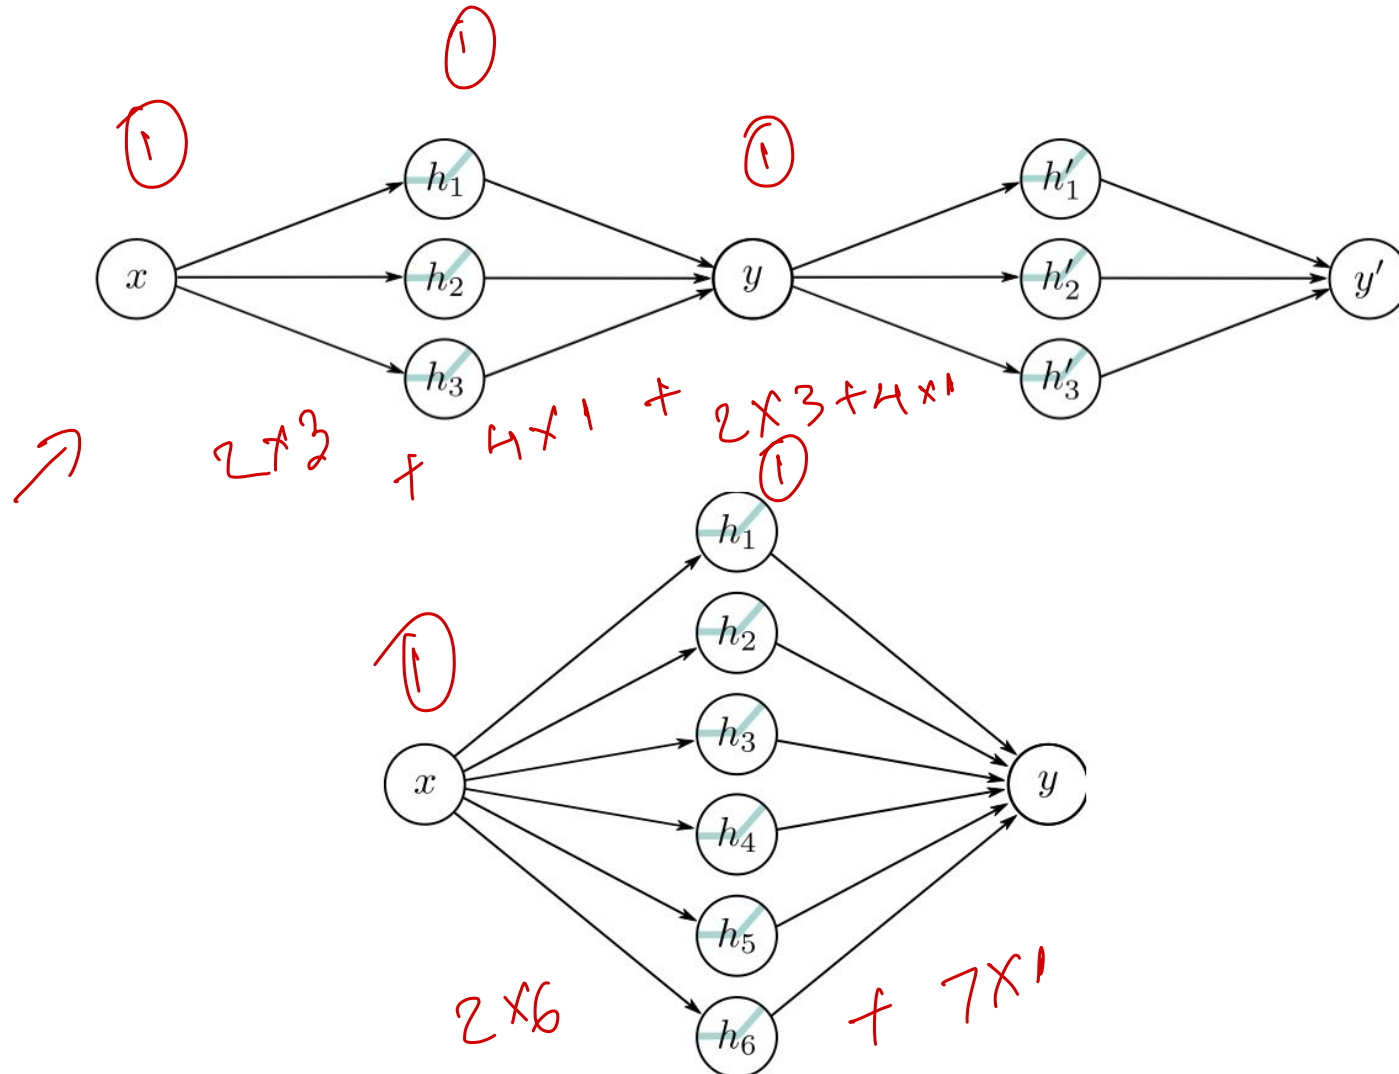 1
1
1
h₁
h′₁
x
h₂
y
h′₂
y′
h₃
h′₃
2×3 + 4×1 + 2×3+4×1
1
h₁
h₂
1
h₃
x
y
h₄
h₅
2×6 + 7×1
h₆